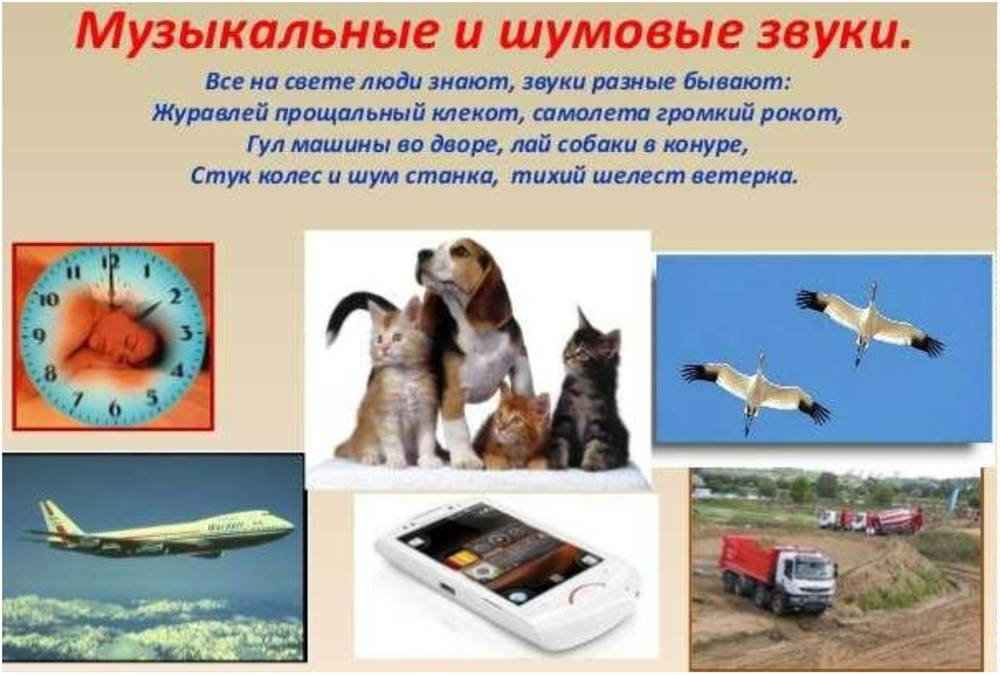 Музыкальные и шумовые звуки.
Все на свете люди знают, звуки разные бывают:
Журавлей прощальный клекот, самолета громкий рокот,
Гул машины во дворе, лай собаки в конуре,
Стук колес и шум станка, тихий шелест ветерка.
12
11 1
10 2
9 3
8 4
7 5
6
Wardair